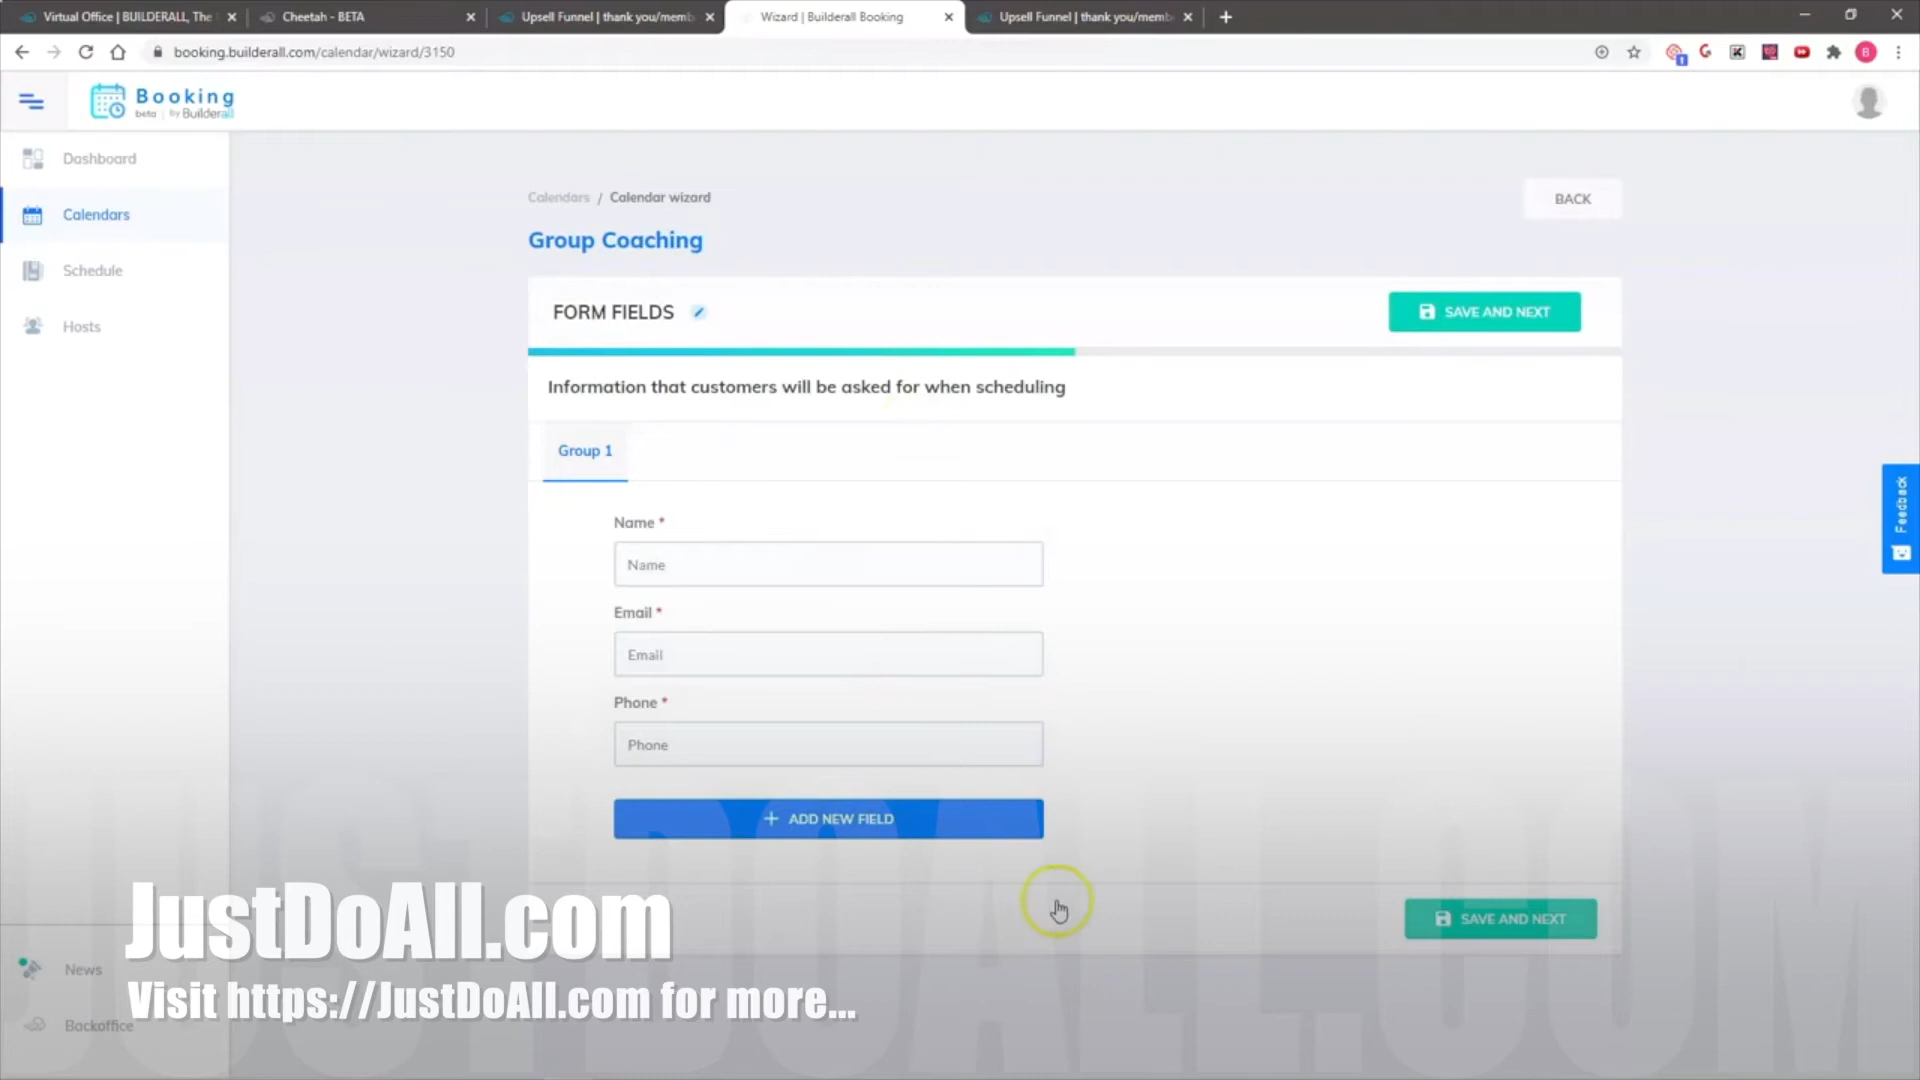 Virtual Office | BUILDERALL, The
Cheetah - BETA
Upsell Funnel | thank you/memb
Wizard | Builderall Booking
Upsell Funnel | thank you/memb
booking.builderall.com/calendar/wizard/3150
B
Booking
beta | by Builderall
Dashboard
Calendars
Schedule
Hosts
Calendars / Calendar wizard
BACK
Group Coaching
FORM FIELDS
SAVE AND NEXT
Information that customers will be asked for when scheduling
Group 1
Name *
Name
Email *
Email
Phone *
Phone
+ ADD NEW FIELD
SAVE AND NEXT
Feedback
News
Backoffice
JustDoAll.com
Visit https://JustDoAll.com for more...
JUSTDOALL.COM